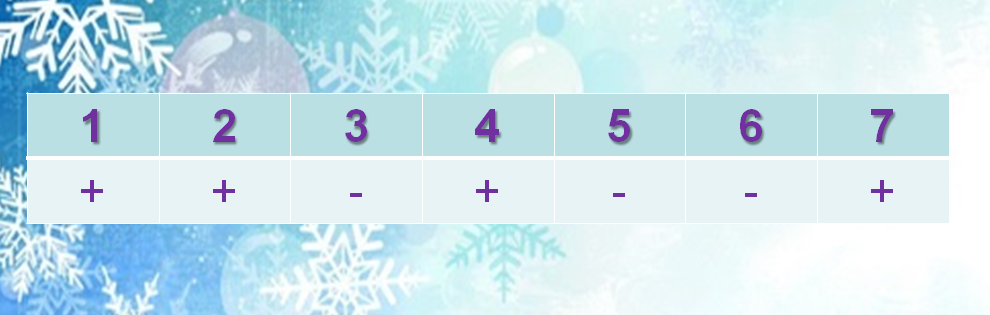 1 2 3 4 5 6 7
+ + - + - - +